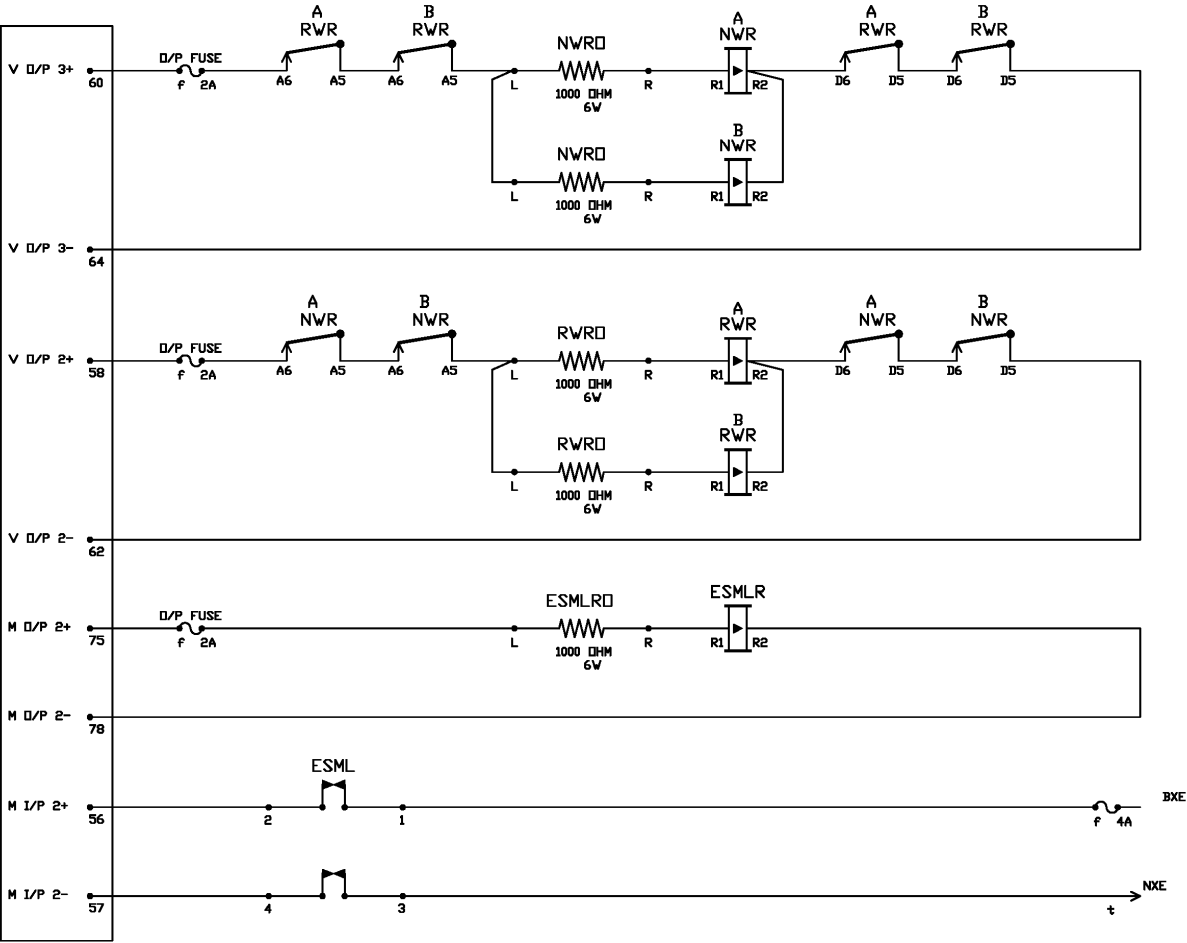 A B A A B
RWR RWR NWRO NWR RWR RWR
V O/P 3+ O/P FUSE
60 f 2A A6 A5 A6 A5 L 1000 OHM R R1 R2 D6 D5 D6 D5
6W
B
NWRO NWR
L 1000 OHM R R1 R2
6W
V O/P 3-
64
A B A A B
NWR NWR RWRO RWR NWR NWR
V O/P 2+ O/P FUSE
58 f 2A A6 A5 A6 A5 L 1000 OHM R R1 R2 D6 D5 D6 D5
6W
B
RWRO RWR
L 1000 OHM R R1 R2
6W
V O/P 2-
62
ESMLRO ESMLR
M O/P 2+ O/P FUSE
75 f 2A L 1000 OHM R R1 R2
6W
M O/P 2-
78
ESML
M I/P 2+ BXE
56 2 1 f 4A
M I/P 2- NXE
57 4 3 t